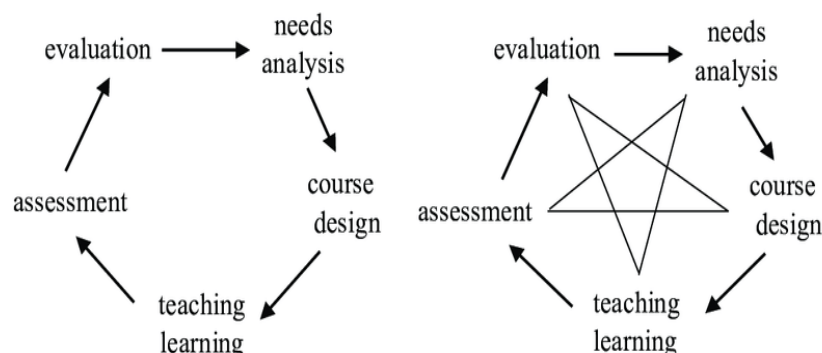 evaluation
needs
analysis
course
design
teaching
learning
assessment
evaluation
needs
analysis
course
design
teaching
learning
assessment